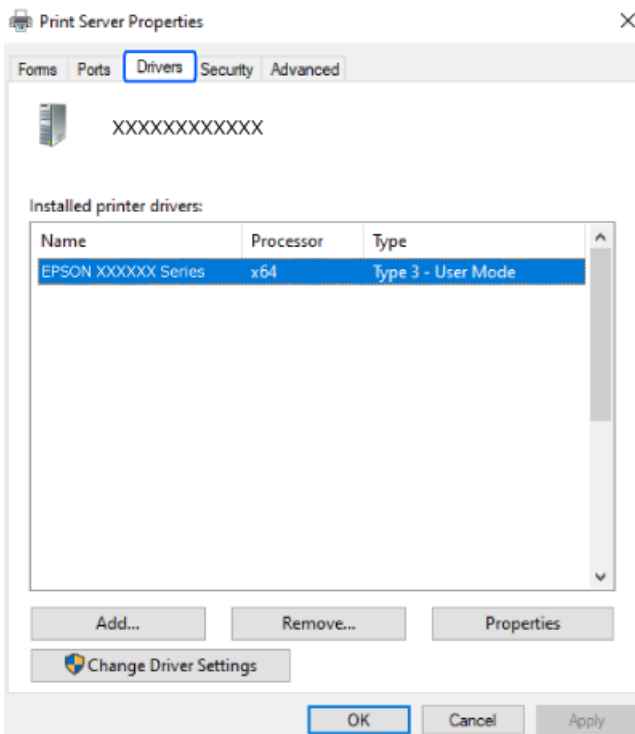 Print Server Properties
Forms Ports Drivers Security Advanced
XXXXXXXXXXXX
Installed printer drivers:
Name Processor Type
EPSON XXXXXX Series x64 Type 3 - User Mode
Add... Remove... Properties
Change Driver Settings
OK Cancel Apply